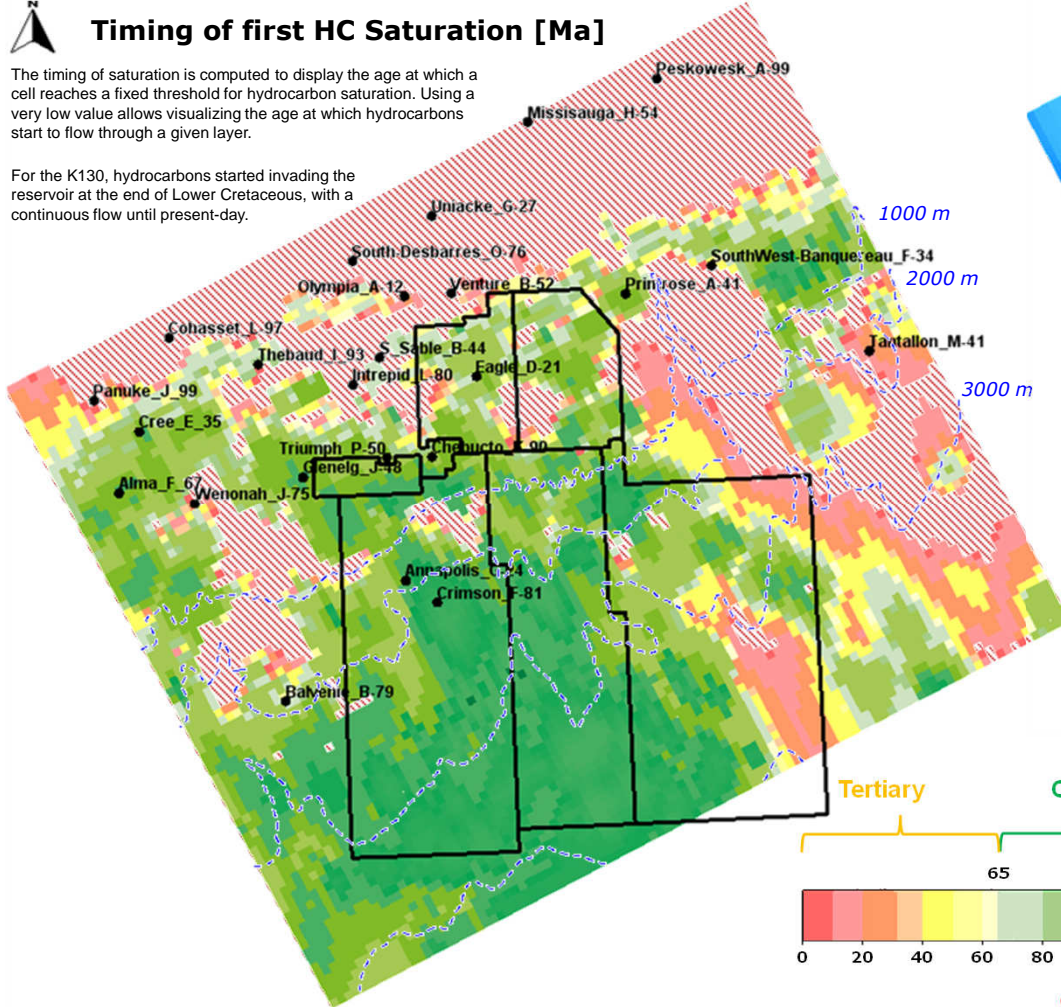 N
Timing of first HC Saturation [Ma]
The timing of saturation is computed to display the age at which a
cell reaches a fixed threshold for hydrocarbon saturation. Using a
very low value allows visualizing the age at which hydrocarbons
start to flow through a given layer.
For the K130, hydrocarbons started invading the
reservoir at the end of Lower Cretaceous, with a
continuous flow until present-day.
Peskowesk_A-99
Missisauga_H-54
Uniacke_G-27
1000 m
South-Desbarres_O-76
SouthWest-Banquereau_F-34
2000 m
Olympia_A-12
Venture_B-52
Primrose_A-41
Cohasset_L-97
Tantallon_M-41
S_Sable_B-44
Thebaud_I_93
Eagle_D-21
Intrepid_L-80
3000 m
Panuke_J_99
Cree_E_35
Triumph_P-50
Glenelg_J-48
Alma_F_67
Wenonah_J-75
Crimson_F-81
Balvenie_B-79
Tertiary
65
0 20 40 60 80